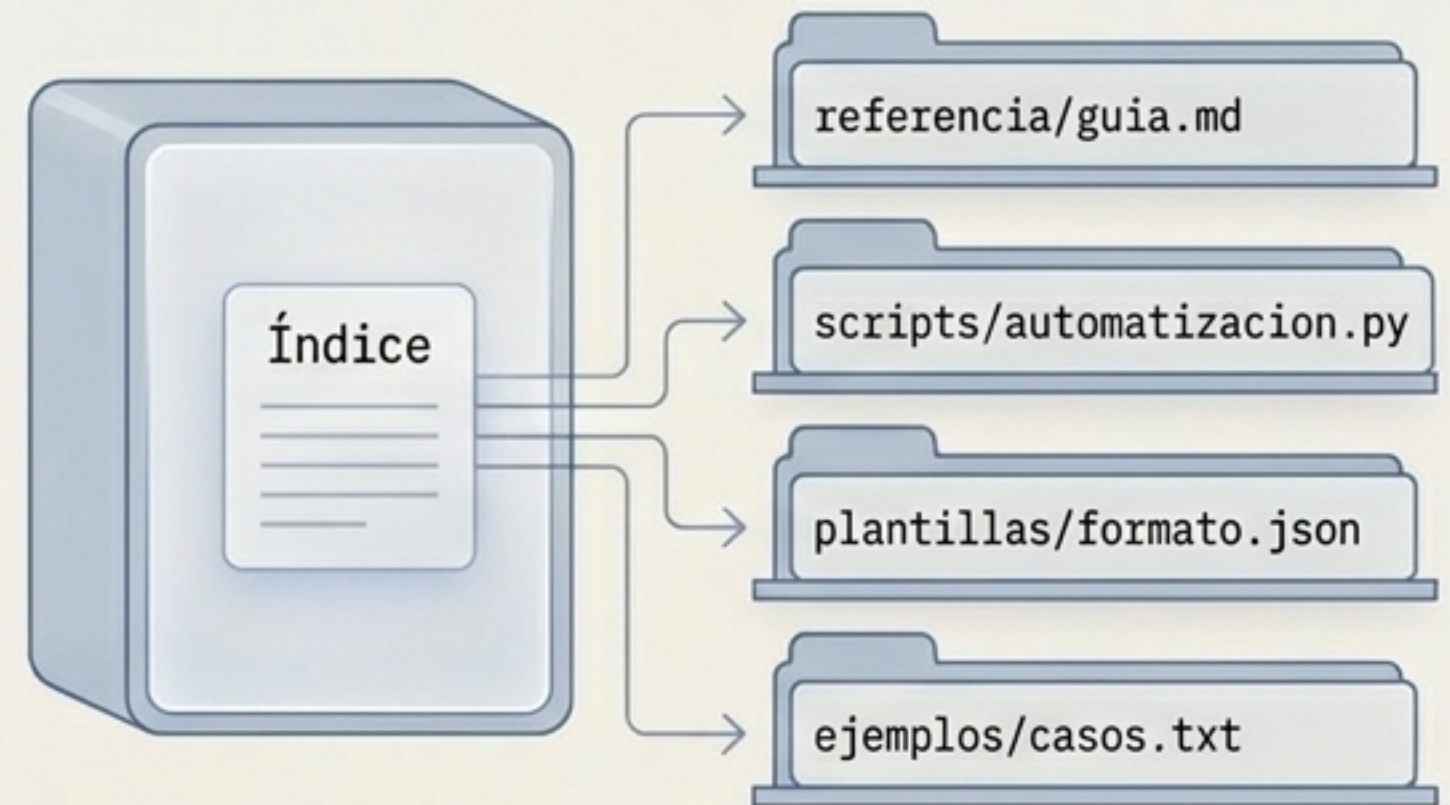 Índice
referencia/guia.md
scripts/automatizacion.py
plantillas/formato.json
ejemplos/casos.txt